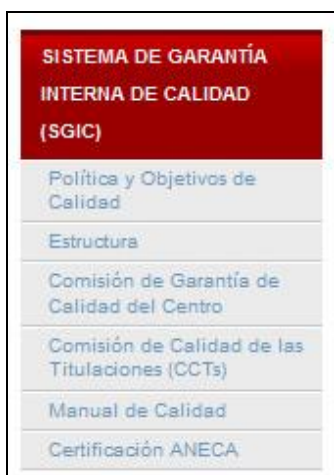 SISTEMA DE GARANTÍA
INTERNA DE CALIDAD
(SGIC)
Política y Objetivos de
Calidad
Estructura
Comisión de Garantía de
Calidad del Centro
Comisión de Calidad de las
Titulaciones (CCTs)
Manual de Calidad
Certificación ANECA